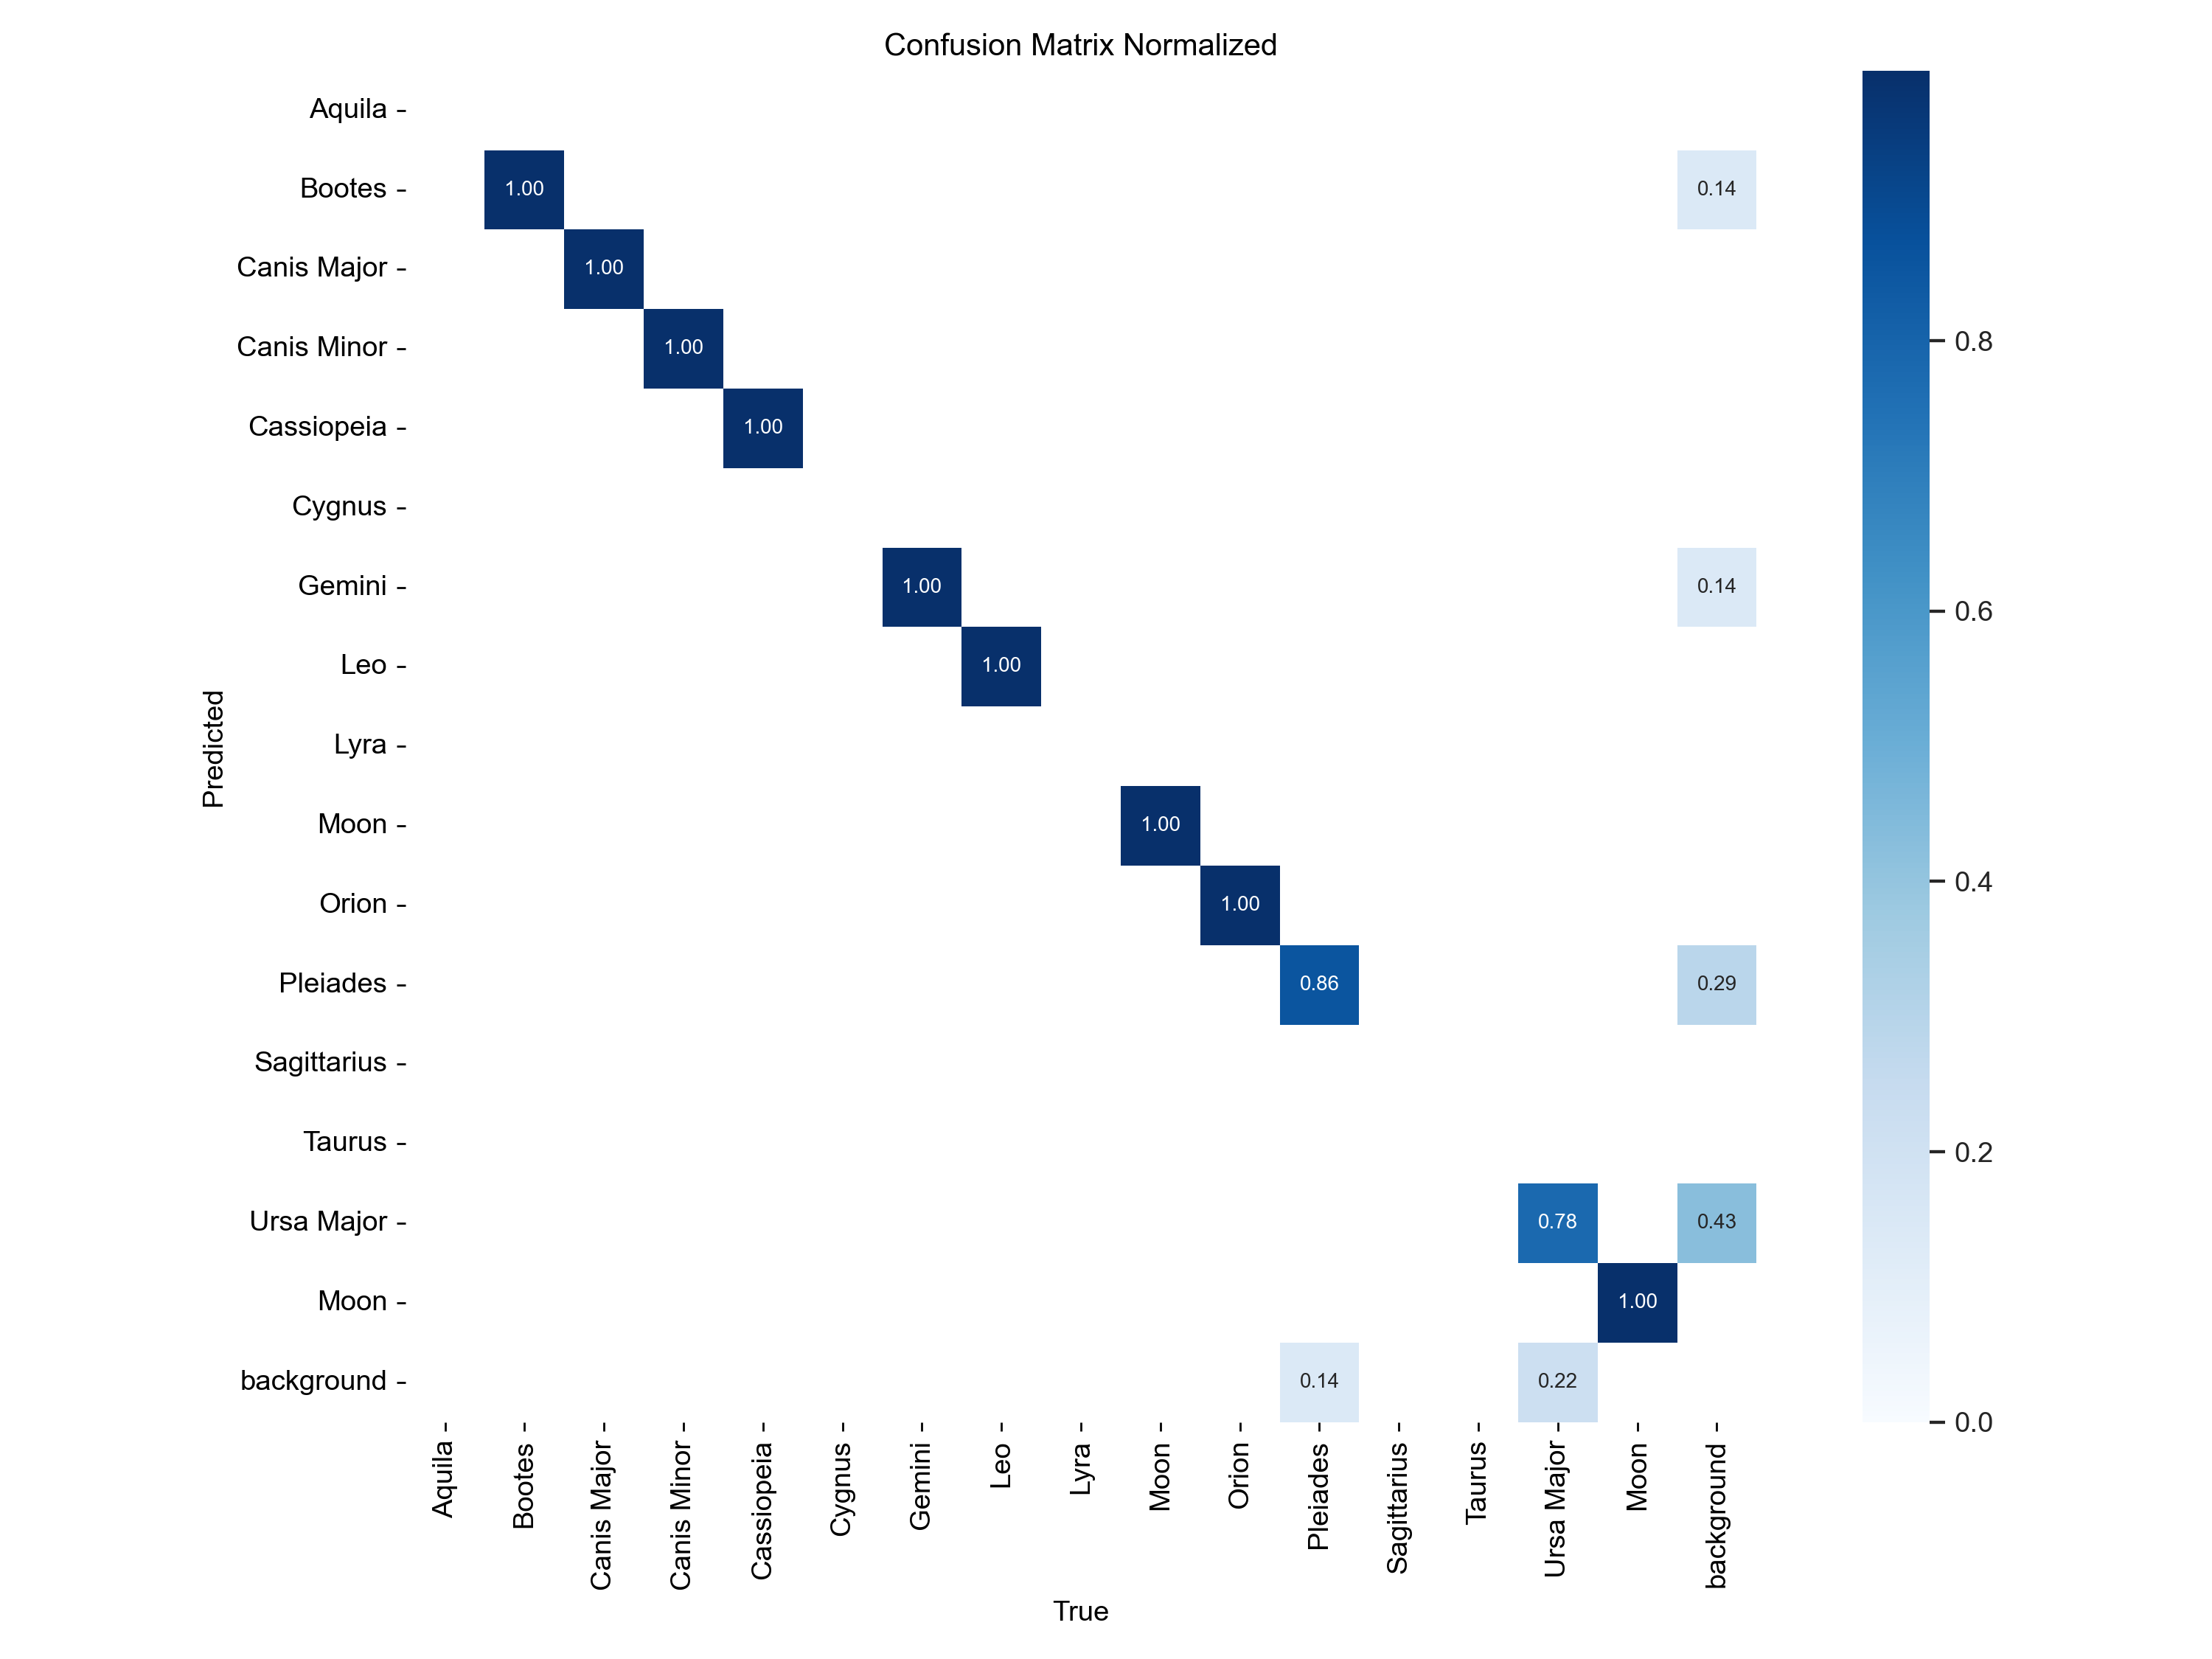 Confusion Matrix Normalized
Aquila
Bootes 1.00 0.14
Canis Major 1.00
Canis Minor 1.00
Cassiopeia 1.00
Cygnus
Gemini 1.00 0.14
Leo 1.00
Lyra
Moon 1.00
Orion 1.00
Pleiades 0.86 0.29
Sagittarius
Taurus
Ursa Major 0.78 0.43
Moon 1.00
background 0.14 0.22
Predicted
Aquila
Bootes
Canis Major
Canis Minor
Cassiopeia
Cygnus
Gemini
Leo
Lyra
Moon
Orion
Pleiades
Sagittarius
Taurus
Ursa Major
Moon
background
True
0.8
0.6
0.4
0.2
0.0